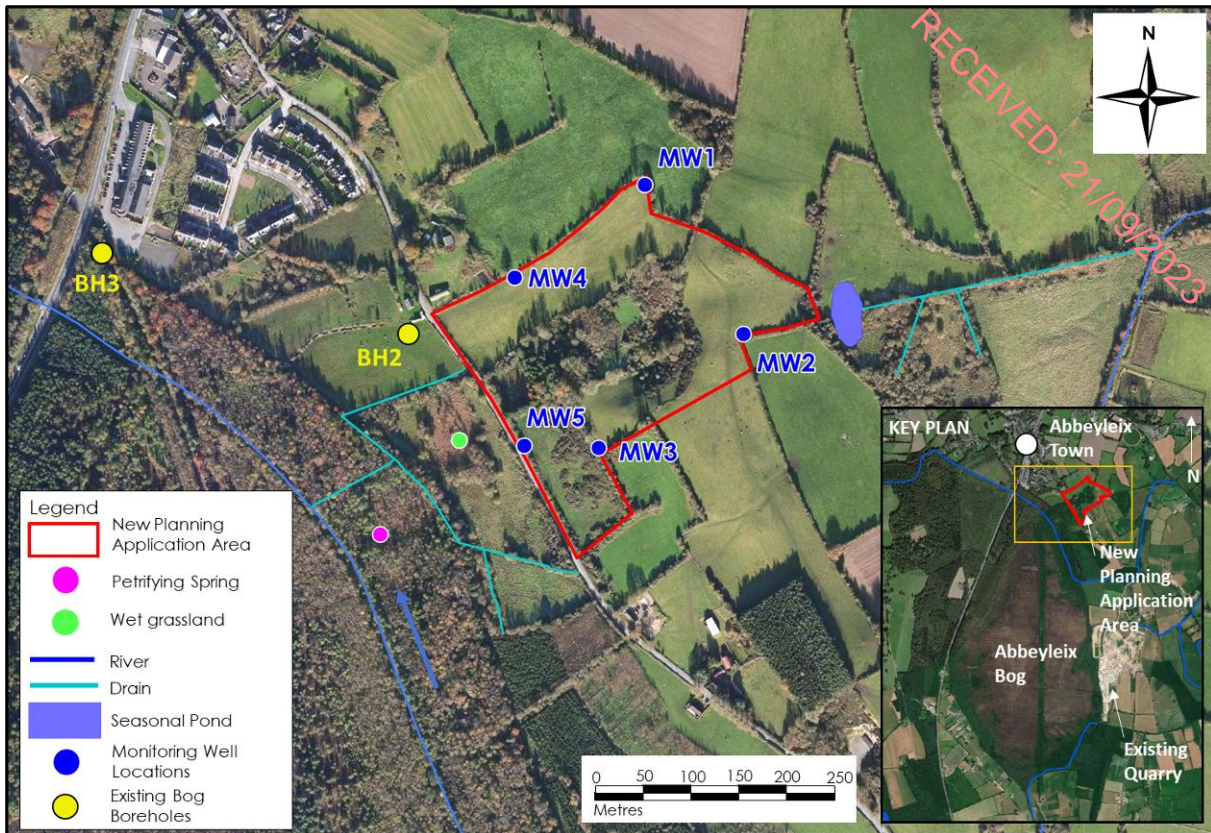 RECEIVED: 21/09/2023
N
MW1
MW4
BH3
BH2
MW2
MW5
MW3
Legend
New Planning
Application Area
Petrifying Spring
Wet grassland
River
Drain
Seasonal Pond
Monitoring Well
Locations
Existing Bog
Boreholes
0 50 100 150 200 250
Metres
KEY PLAN
Abbeyleix
Town
N
New
Planning
Application
Area
Abbeyleix
Bog
Existing
Quarry